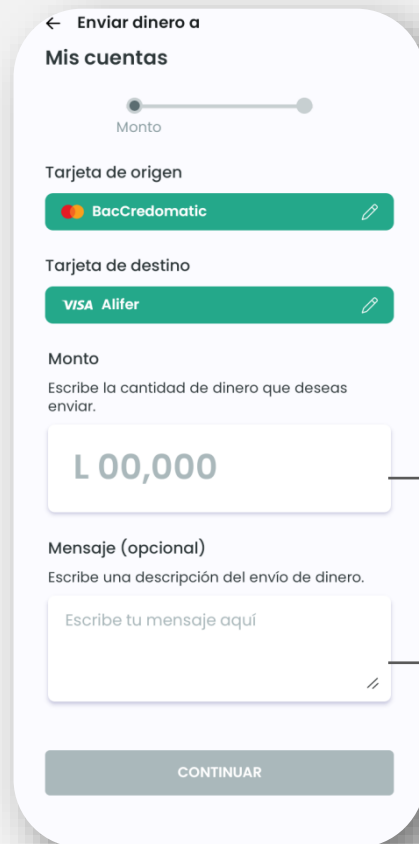 Enviar dinero a
Mis cuentas
Monto
Tarjeta de origen
BacCredomatic
Tarjeta de destino
VISA Alifer
Monto
Escribe la cantidad de dinero que deseas
enviar.
L 00,000
Mensaje (opcional)
Escribe una descripción del envío de dinero.
Escribe tu mensaje aquí
CONTINUAR